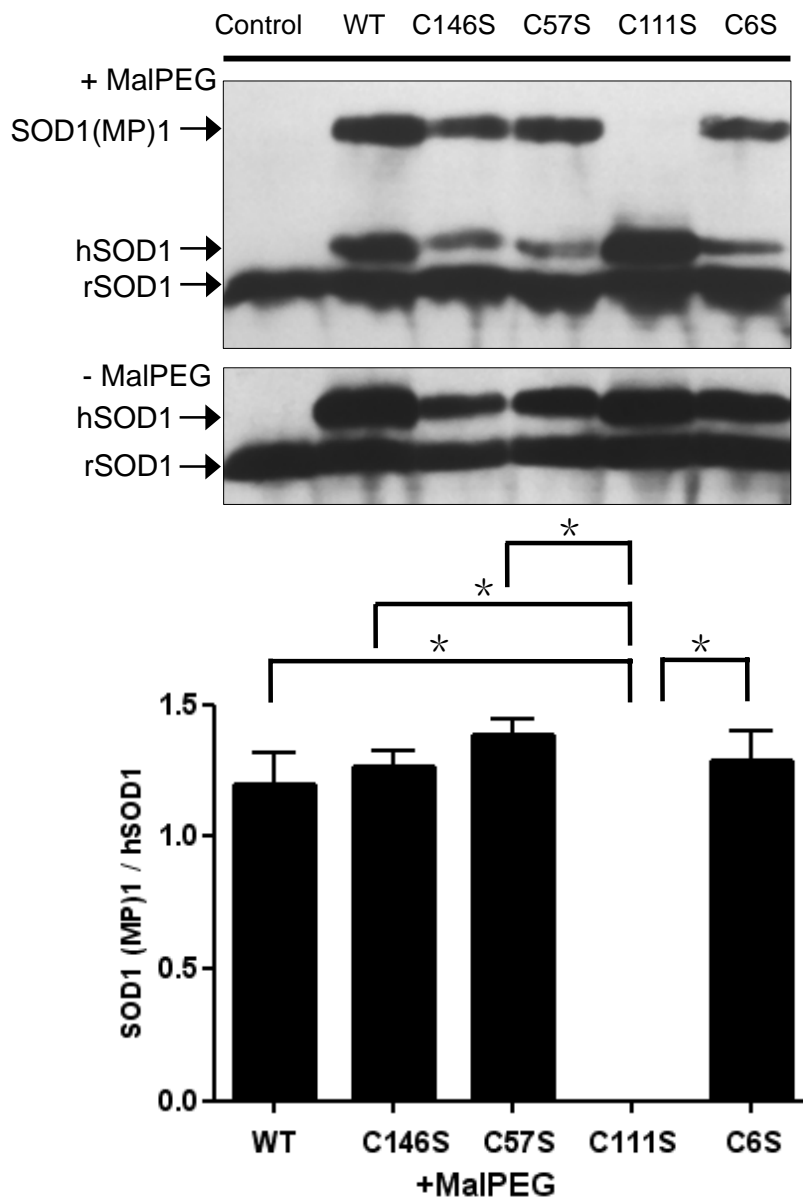 Control WT C146S C57S C111S C6S
+ MalPEG
SOD1(MP)1
hSOD1
rSOD1
- MalPEG
hSOD1
rSOD1
*
*
* *
SOD1 (MP)1 / hSOD1
1.5
1.0
0.5
0.0
WT C146S C57S C111S C6S
+MalPEG